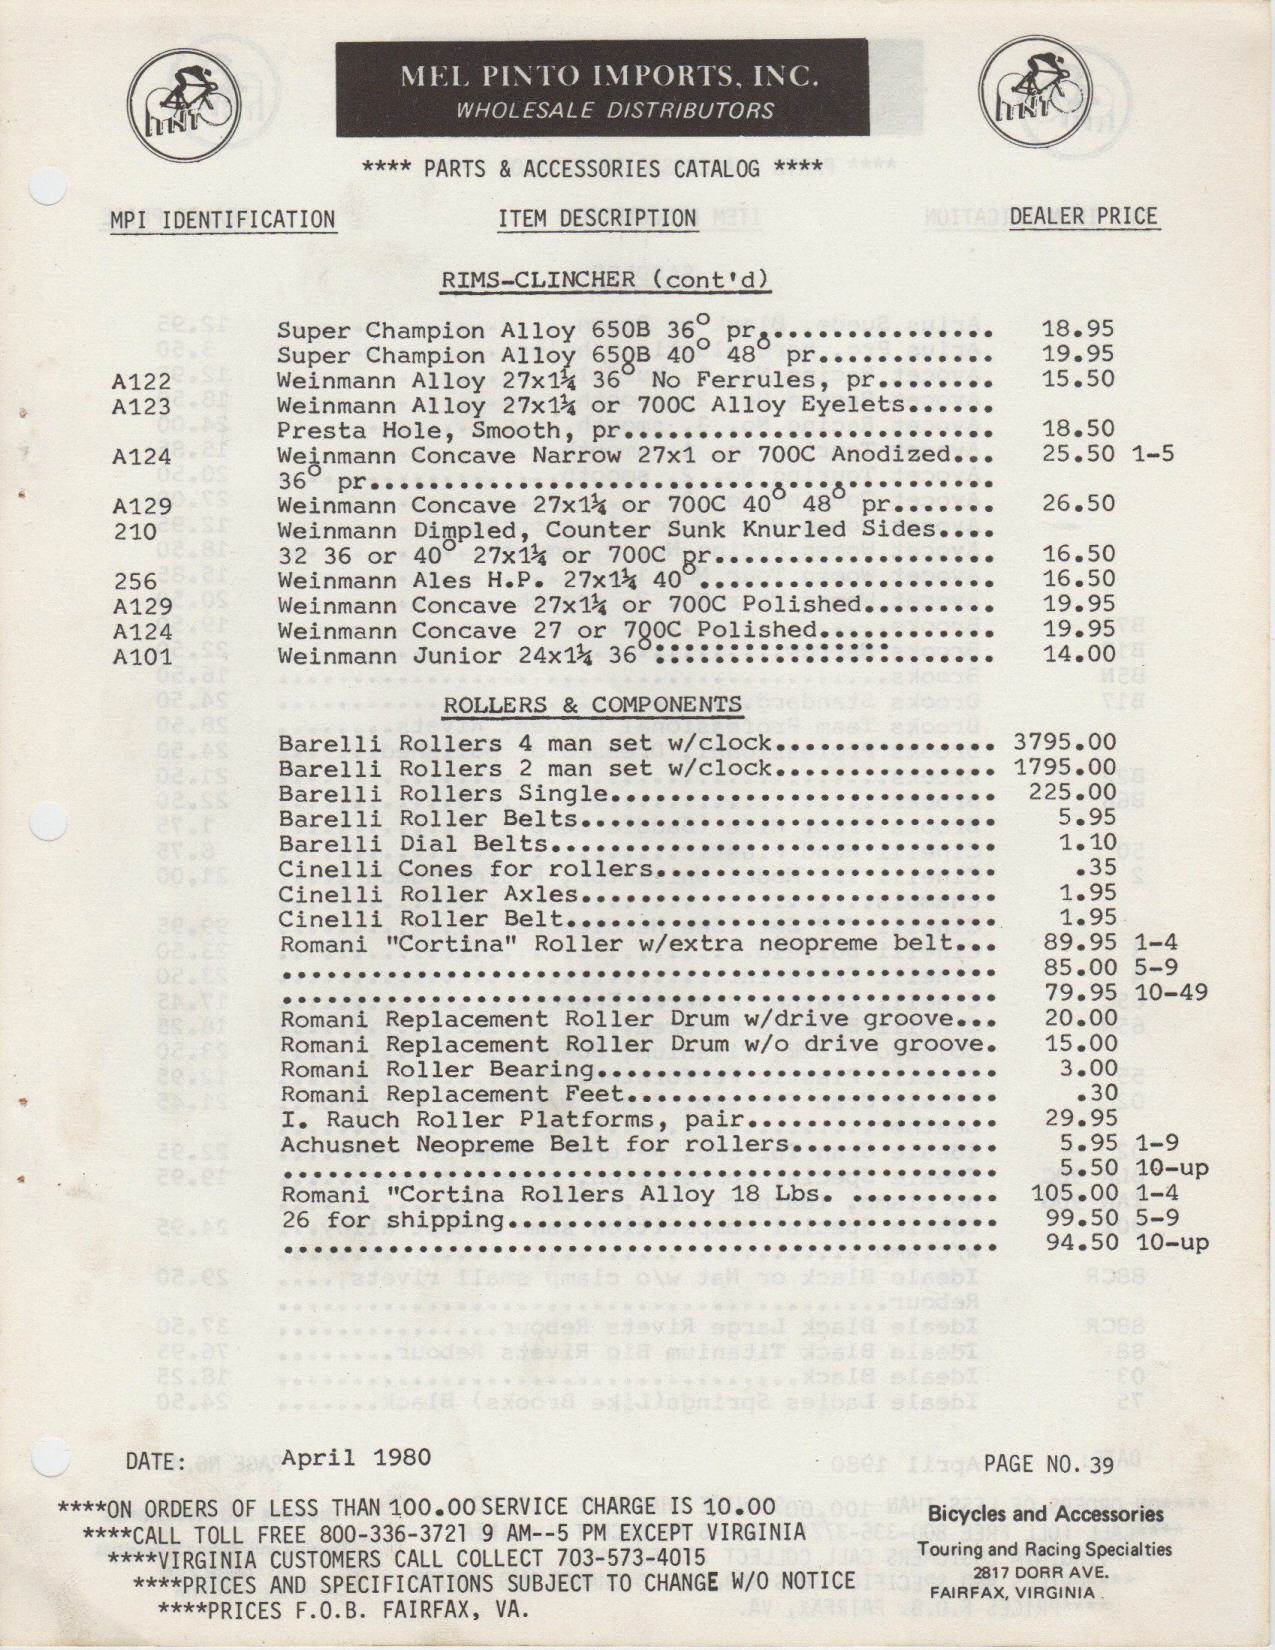 MEL PINTO IMPORTS, INC.
WHOLESALE DISTRIBUTORS
**** PARTS & ACCESSORIES CATALOG ****
MPI IDENTIFICATION ITEM DESCRIPTION DEALER PRICE
RIMS-CLINCHER (cont'd)
Super Champion Alloy 650B 36° pr................ 18.95
Super Champion Alloy 650B 40° 48° pr............ 19.95
A122 Weinmann Alloy 27x1¼ 36° No Ferrules, pr........ 15.50
A123 Weinmann Alloy 27x1¼ or 700C Alloy Eyelets......
Presta Hole, Smooth, pr......................... 18.50
A124 Weinmann Concave Narrow 27x1 or 700C Anodized... 25.50 1-5
36° pr..........................................
A129 Weinmann Concave 27x1¼ or 700C 40° 48° pr....... 26.50
210 Weinmann Dimpled, Counter Sunk Knurled Sides....
32 36 or 40° 27x1¼ or 700C pr................... 16.50
256 Weinmann Ales H.P. 27x1¼ 40°.................... 16.50
A129 Weinmann Concave 27x1¼ or 700C Polished......... 19.95
A124 Weinmann Concave 27 or 700C Polished............ 19.95
A101 Weinmann Junior 24x1¼ 36°....................... 14.00
ROLLERS & COMPONENTS
Barelli Rollers 4 man set w/clock............... 3795.00
Barelli Rollers 2 man set w/clock............... 1795.00
Barelli Rollers Single.......................... 225.00
Barelli Roller Belts............................ 5.95
Barelli Dial Belts.............................. 1.10
Cinelli Cones for rollers....................... .35
Cinelli Roller Axles............................ 1.95
Cinelli Roller Belt............................. 1.95
Romani "Cortina" Roller w/extra neopreme belt... 89.95 1-4
................................................ 85.00 5-9
................................................ 79.95 10-49
Romani Replacement Roller Drum w/drive groove... 20.00
Romani Replacement Roller Drum w/o drive groove. 15.00
Romani Roller Bearing........................... 3.00
Romani Replacement Feet......................... .30
I. Rauch Roller Platforms, pair................. 29.95
Achusnet Neopreme Belt for rollers.............. 5.95 1-9
................................................ 5.50 10-up
Romani "Cortina Rollers Alloy 18 Lbs. .......... 105.00 1-4
26 for shipping................................. 99.50 5-9
................................................ 94.50 10-up
DATE: April 1980 PAGE NO. 39
****ON ORDERS OF LESS THAN 100.00 SERVICE CHARGE IS 10.00
****CALL TOLL FREE 800-336-3721 9 AM--5 PM EXCEPT VIRGINIA
****VIRGINIA CUSTOMERS CALL COLLECT 703-573-4015
****PRICES AND SPECIFICATIONS SUBJECT TO CHANGE W/O NOTICE
****PRICES F.O.B. FAIRFAX, VA.
Bicycles and Accessories
Touring and Racing Specialties
2817 DORR AVE.
FAIRFAX, VIRGINIA